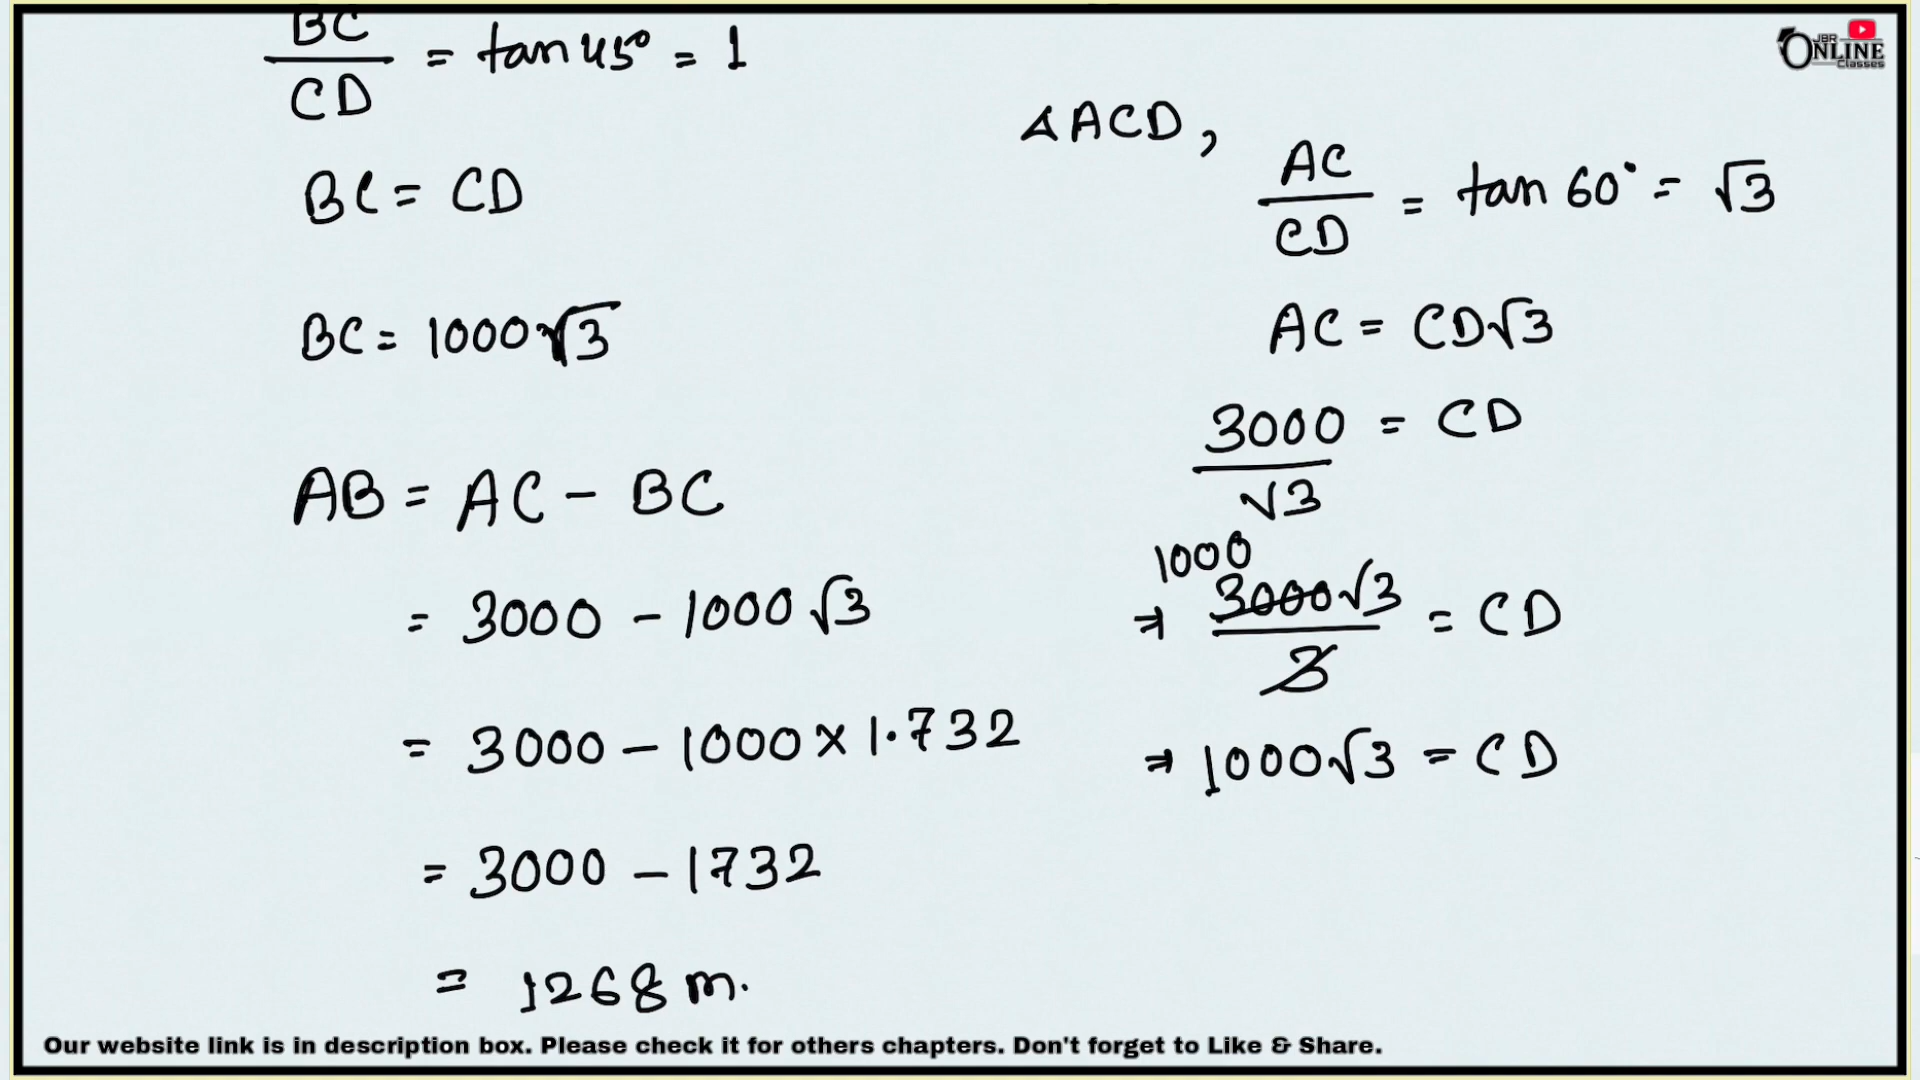 BC/CD = tan 45° = 1
BC = CD
BC = 1000√3
AB = AC - BC
= 3000 - 1000√3
= 3000 - 1000 × 1.732
= 3000 - 1732
= 1268 m.
△ACD,
AC/CD = tan 60° = √3
AC = CD√3
3000/√3 = CD
1000
⇒ 3000√3/3 = CD
⇒ 1000√3 = CD
JBR
ONLINE
Classes
Our website link is in description box. Please check it for others chapters. Don't forget to Like & Share.